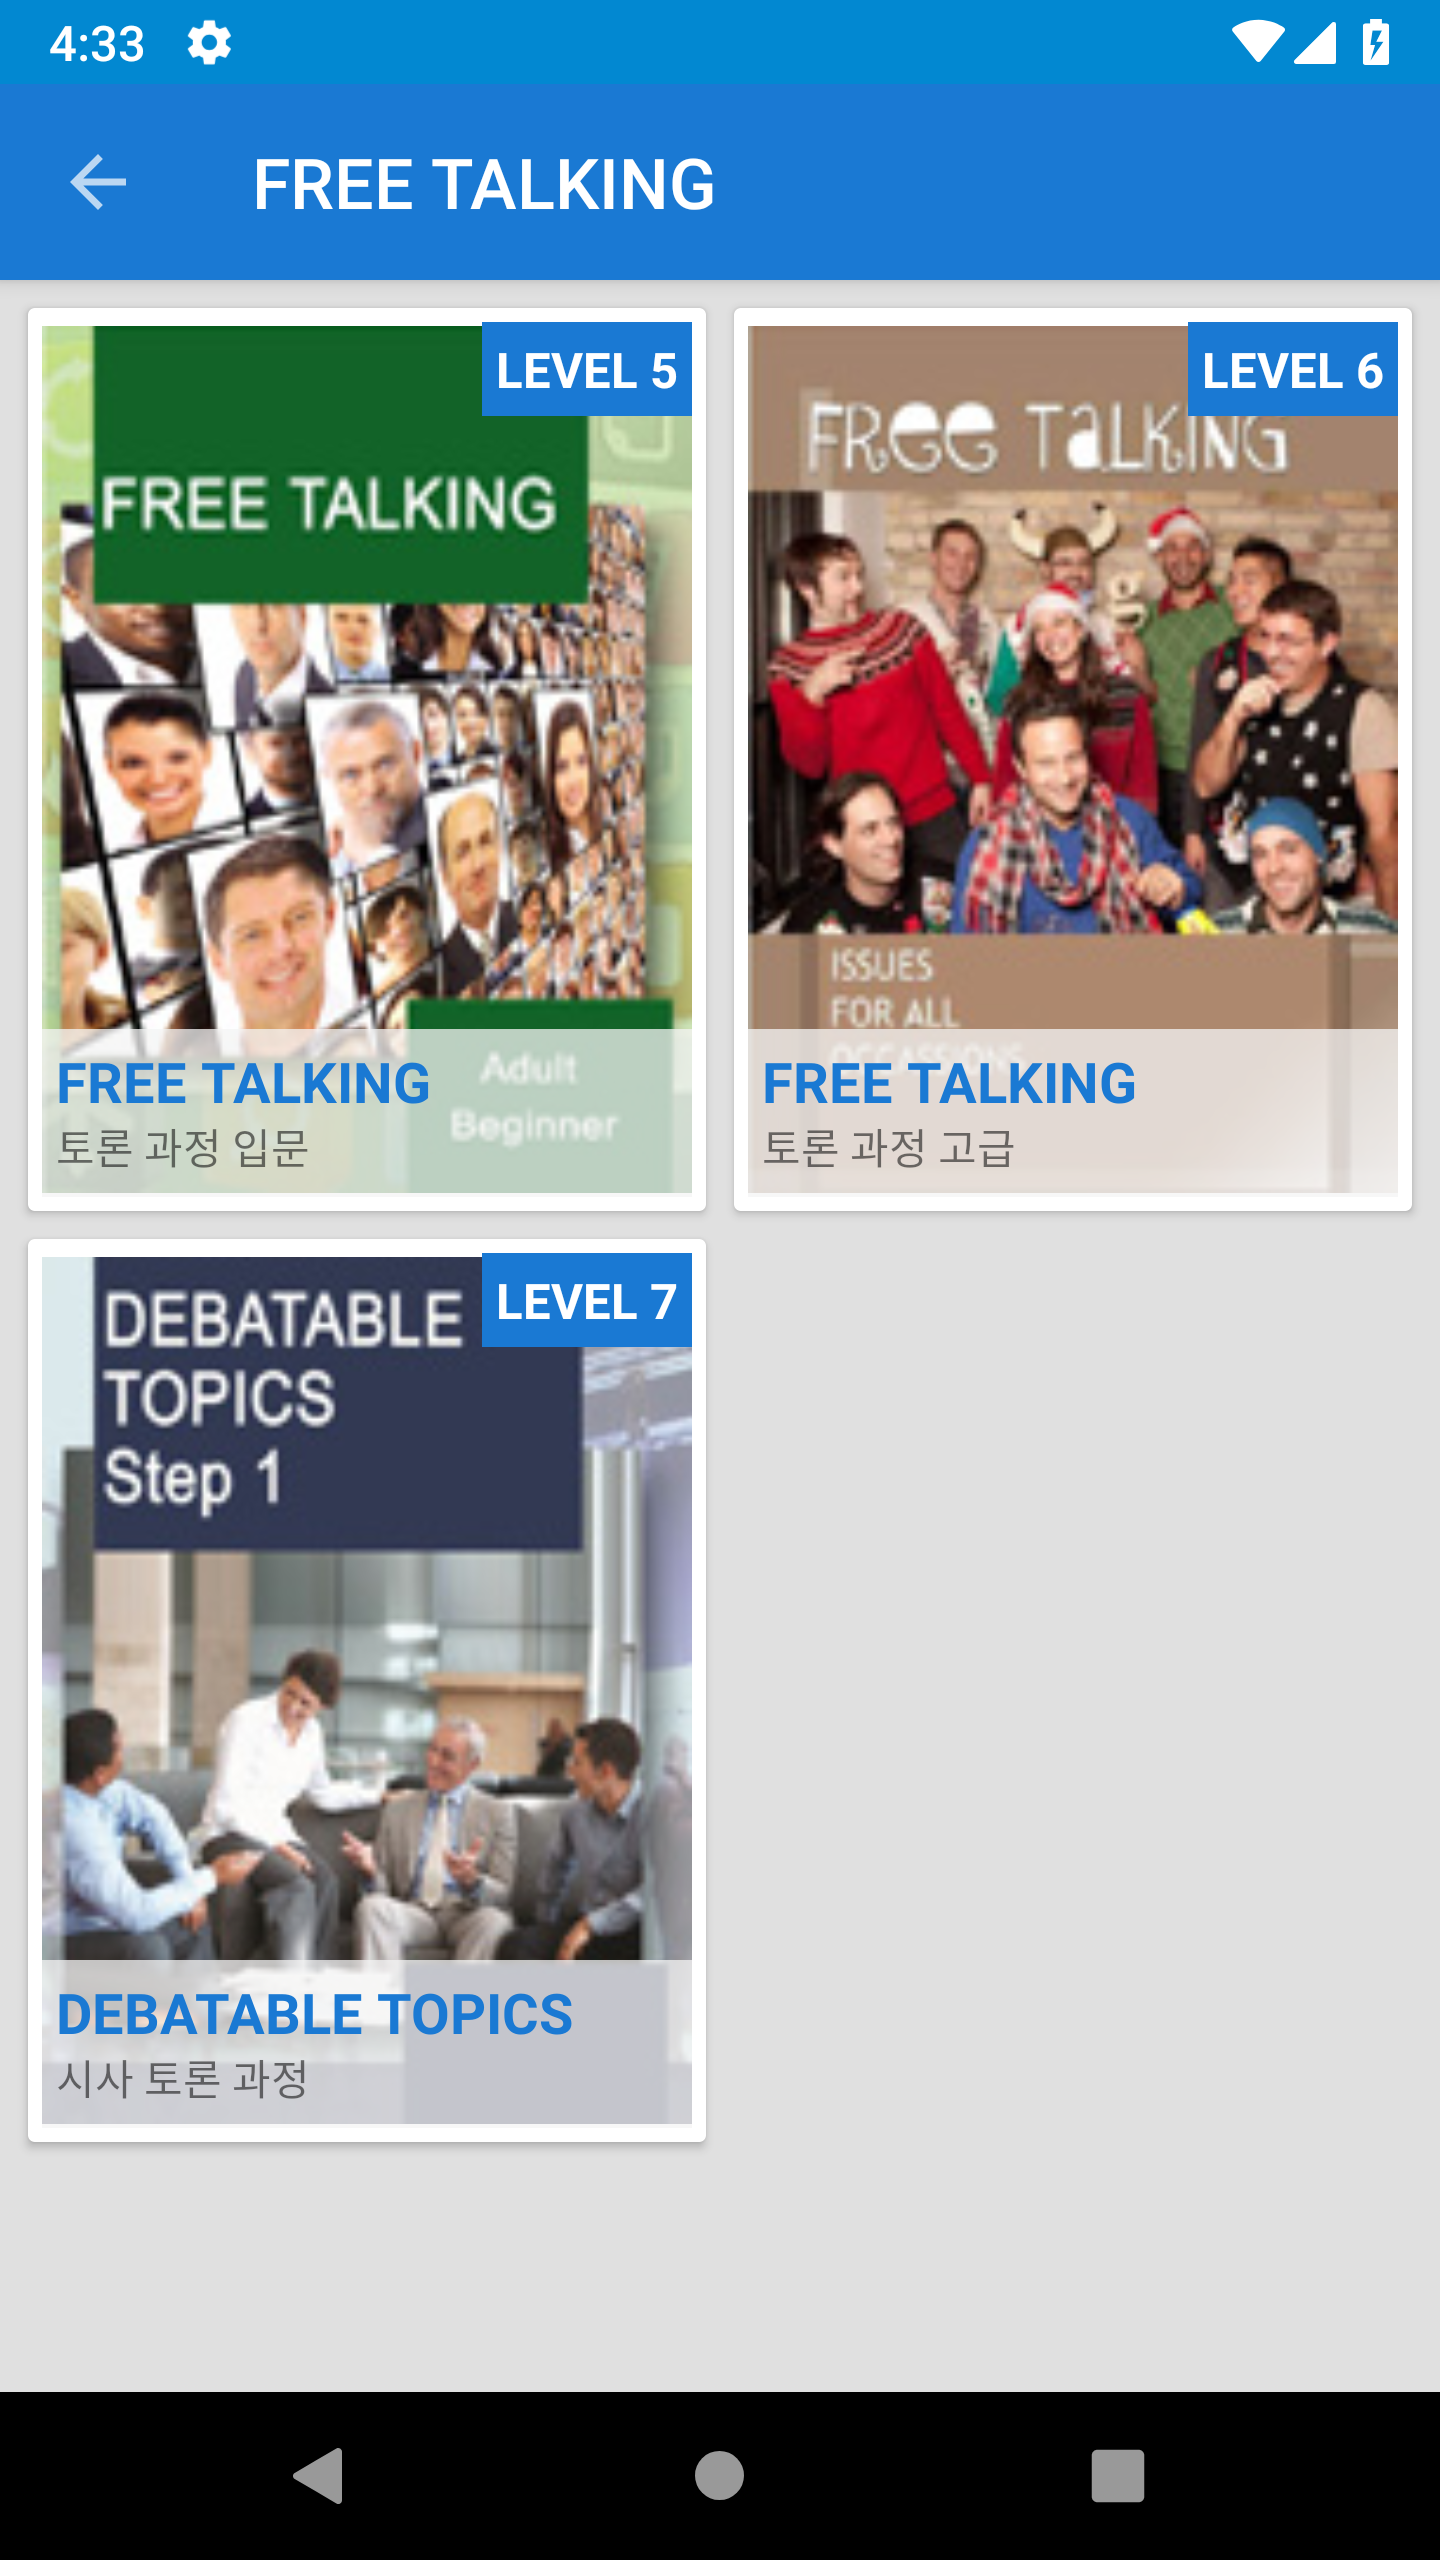 4:33
FREE TALKING
LEVEL 5
FREE TALKING
Adult
Beginner
FREE TALKING
토론 과정 입문
LEVEL 6
FREE TALKING
ISSUES
FOR ALL
OCCASSIONS
FREE TALKING
토론 과정 고급
LEVEL 7
DEBATABLE
TOPICS
Step 1
DEBATABLE TOPICS
시사 토론 과정